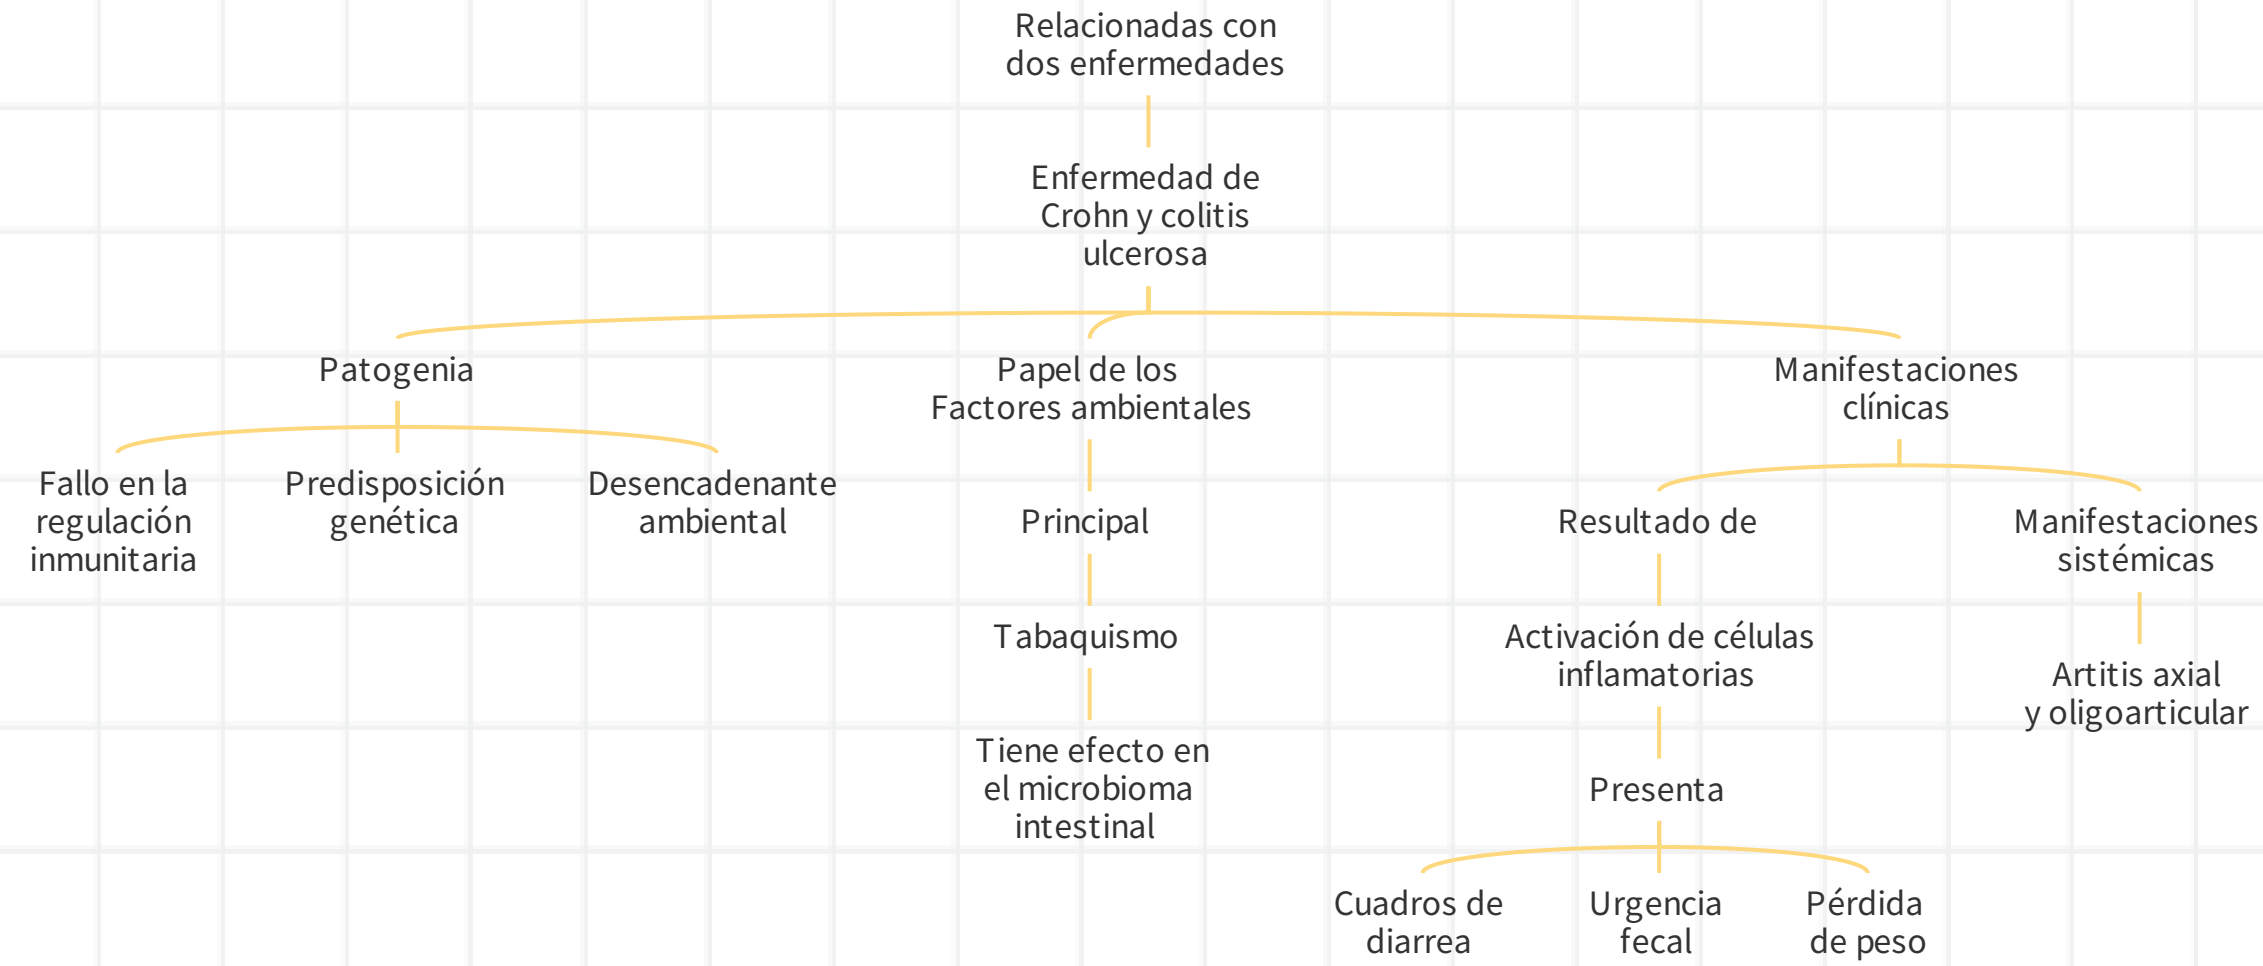 Relacionadas con
dos enfermedades
Enfermedad de
Crohn y colitis
ulcerosa
Patogenia
Papel de los
Factores ambientales
Manifestaciones
clínicas
Fallo en la
regulación
inmunitaria
Predisposición
genética
Desencadenante
ambiental
Principal
Resultado de
Manifestaciones
sistémicas
Tabaquismo
Activación de células
inflamatorias
Artitis axial
y oligoarticular
Tiene efecto en
el microbioma
intestinal
Presenta
Cuadros de
diarrea
Urgencia
fecal
Pérdida
de peso